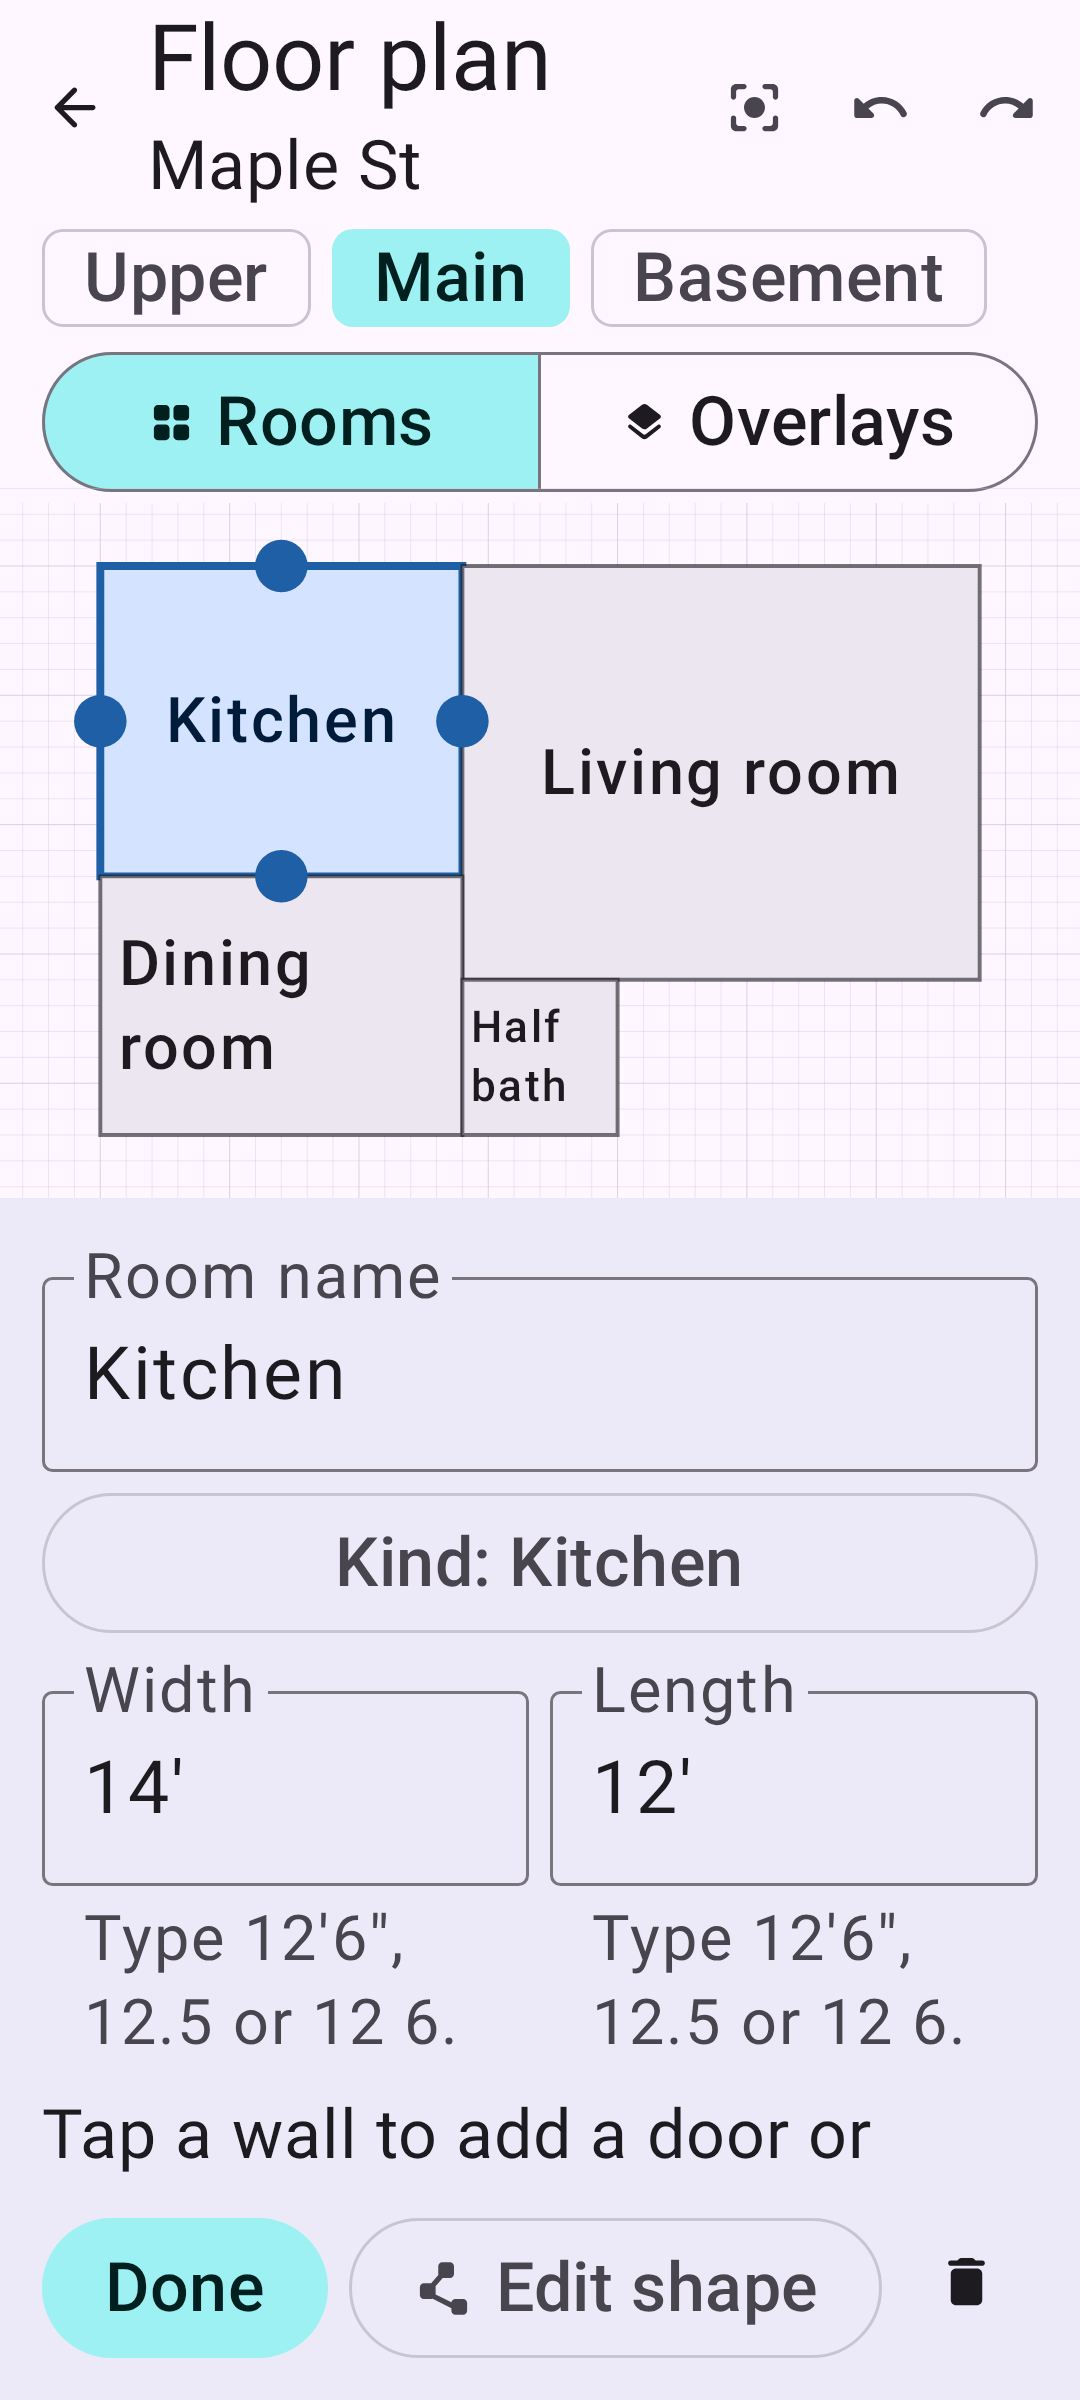 Floor plan
Maple St
Upper Main Basement
Rooms Overlays
Kitchen
Living room
Dining
room
Half
bath
Room name
Kitchen
Kind: Kitchen
Width Length
14' 12'
Type 12'6", Type 12'6",
12.5 or 12 6. 12.5 or 12 6.
Tap a wall to add a door or
Done Edit shape